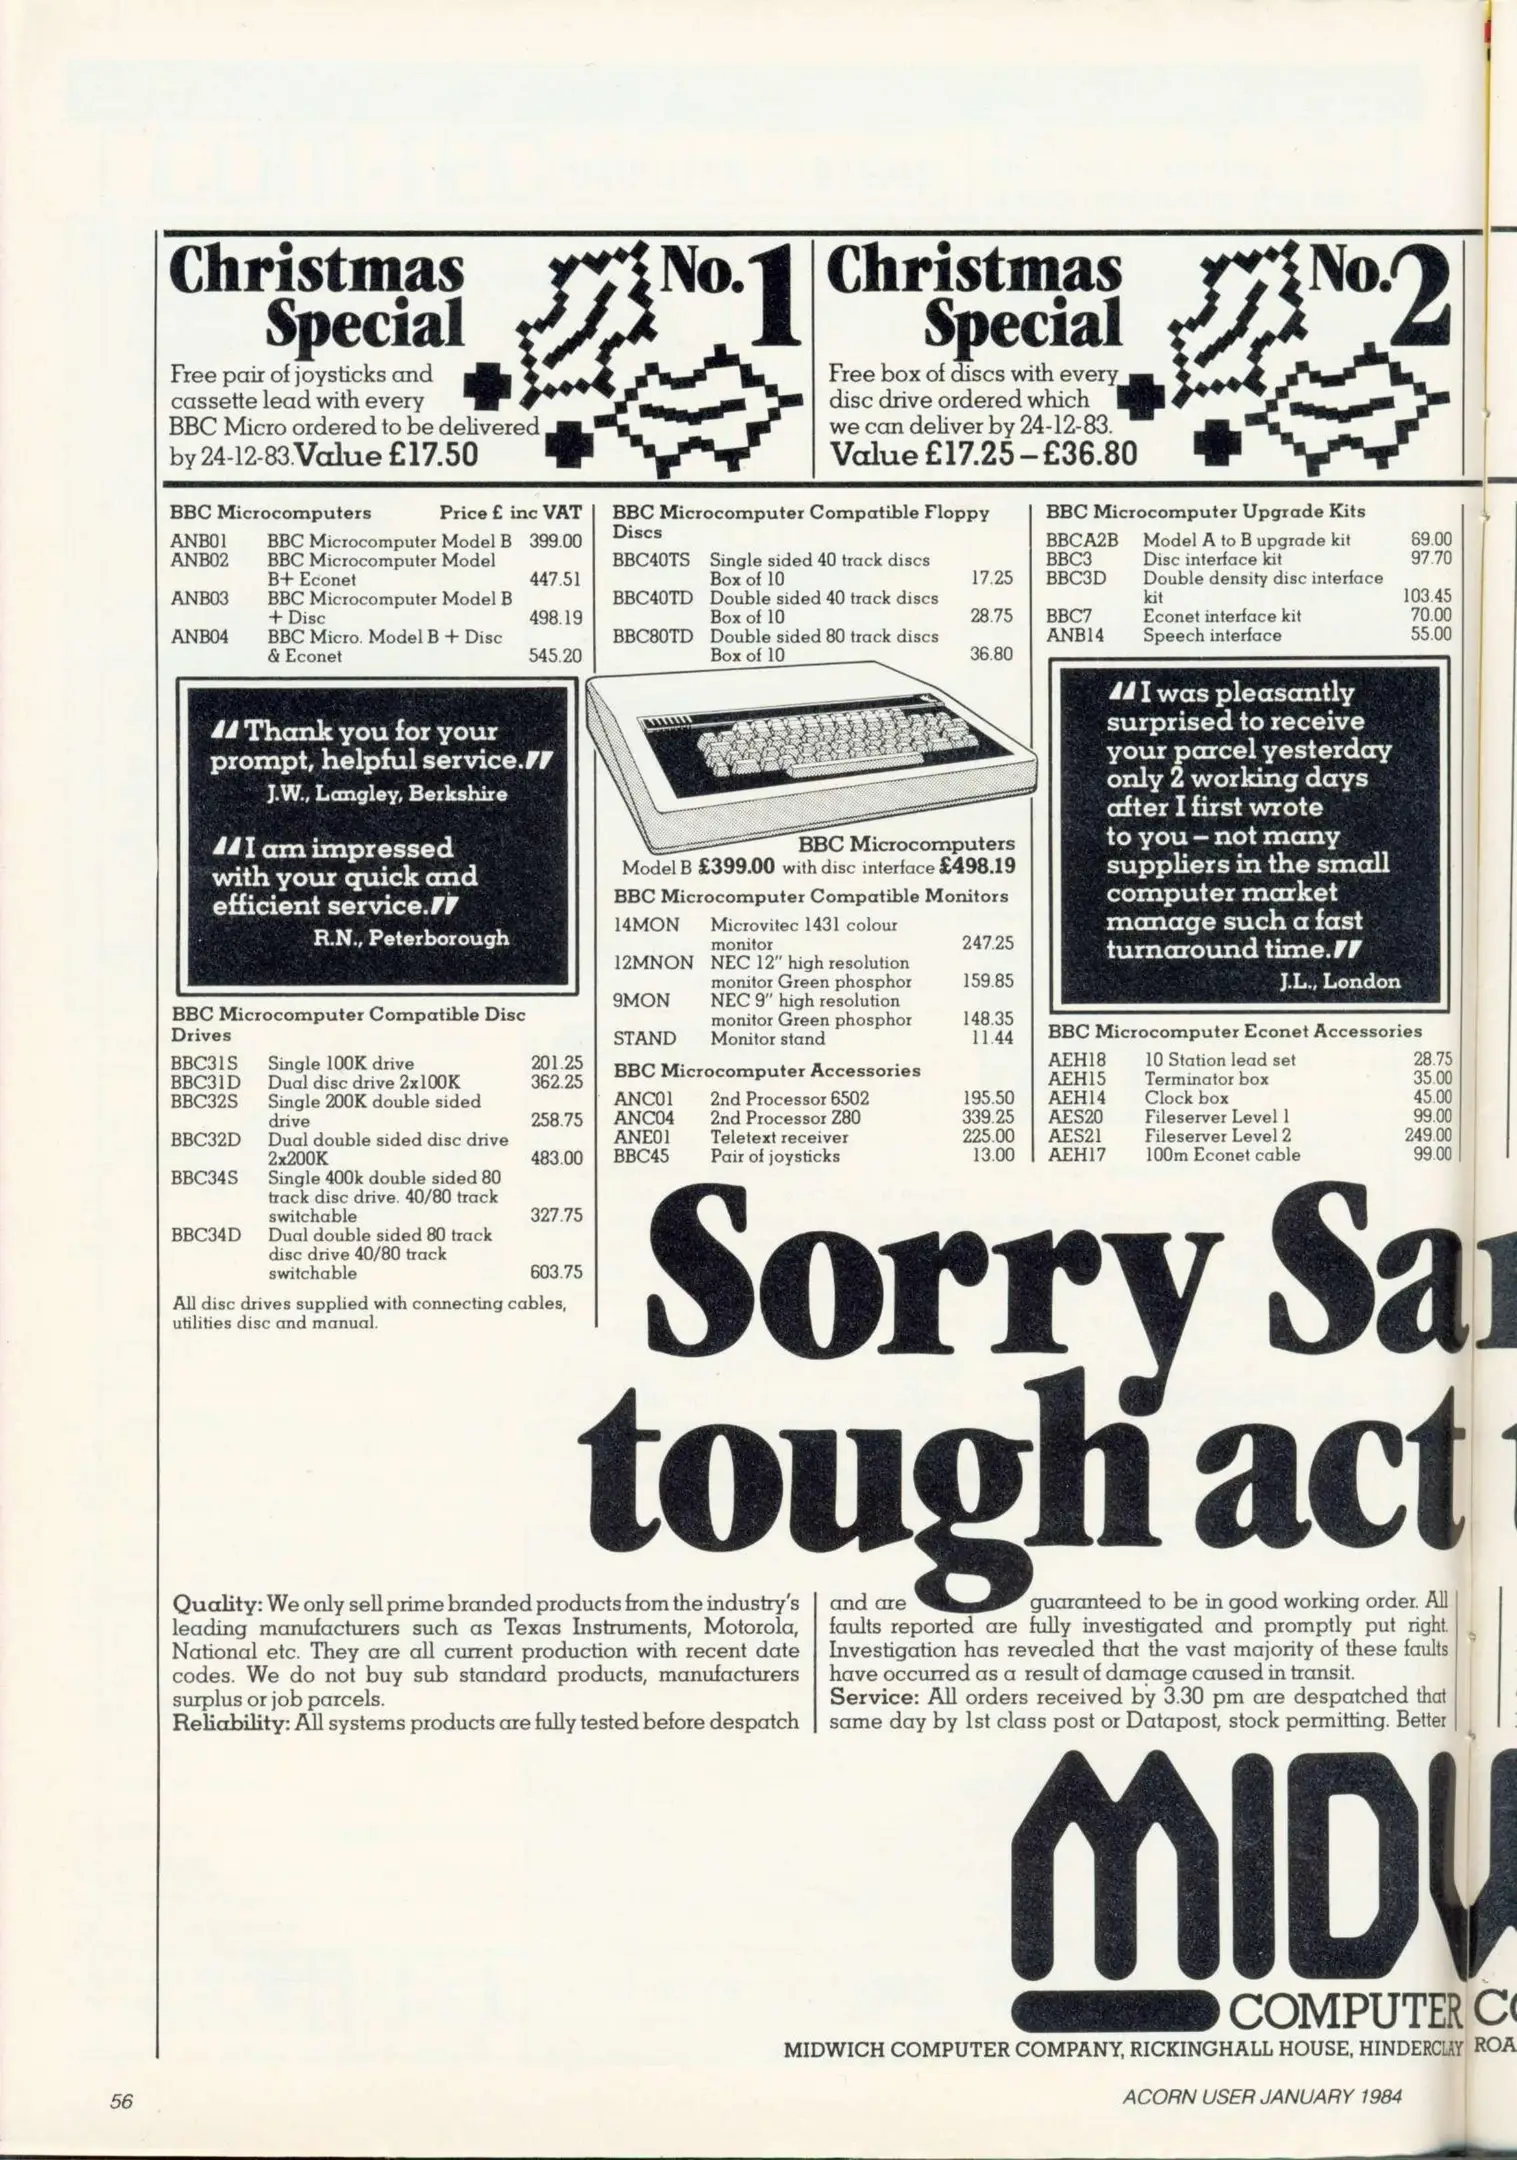 Christmas
Special
No.1
Free pair of joysticks and
cassette lead with every
BBC Micro ordered to be delivered
by 24-12-83. Value £17.50
Christmas
Special
No.2
Free box of discs with every
disc drive ordered which
we can deliver by 24-12-83.
Value £17.25 – £36.80
BBC Microcomputers Price £ inc VAT
ANB01 BBC Microcomputer Model B 399.00
ANB02 BBC Microcomputer Model
B+ Econet 447.51
ANB03 BBC Microcomputer Model B
+ Disc 498.19
ANB04 BBC Micro. Model B + Disc
& Econet 545.20
"Thank you for your
prompt, helpful service."
J.W., Langley, Berkshire
"I am impressed
with your quick and
efficient service."
R.N., Peterborough
BBC Microcomputer Compatible Disc
Drives
BBC31S Single 100K drive 201.25
BBC31D Dual disc drive 2x100K 362.25
BBC32S Single 200K double sided
drive 258.75
BBC32D Dual double sided disc drive
2x200K 483.00
BBC34S Single 400k double sided 80
track disc drive. 40/80 track
switchable 327.75
BBC34D Dual double sided 80 track
disc drive 40/80 track
switchable 603.75
All disc drives supplied with connecting cables,
utilities disc and manual.
BBC Microcomputer Compatible Floppy
Discs
BBC40TS Single sided 40 track discs
Box of 10 17.25
BBC40TD Double sided 40 track discs
Box of 10 28.75
BBC80TD Double sided 80 track discs
Box of 10 36.80
BBC Microcomputers
Model B £399.00 with disc interface £498.19
BBC Microcomputer Compatible Monitors
14MON Microvitec 1431 colour
monitor 247.25
12MNON NEC 12" high resolution
monitor Green phosphor 159.85
9MON NEC 9" high resolution
monitor Green phosphor 148.35
STAND Monitor stand 11.44
BBC Microcomputer Accessories
ANC01 2nd Processor 6502 195.50
ANC04 2nd Processor Z80 339.25
ANE01 Teletext receiver 225.00
BBC45 Pair of joysticks 13.00
BBC Microcomputer Upgrade Kits
BBCA2B Model A to B upgrade kit 69.00
BBC3 Disc interface kit 97.70
BBC3D Double density disc interface
kit 103.45
BBC7 Econet interface kit 70.00
ANB14 Speech interface 55.00
"I was pleasantly
surprised to receive
your parcel yesterday
only 2 working days
after I first wrote
to you – not many
suppliers in the small
computer market
manage such a fast
turnaround time."
J.L., London
BBC Microcomputer Econet Accessories
AEH18 10 Station lead set 28.75
AEH15 Terminator box 35.00
AEH14 Clock box 45.00
AES20 Fileserver Level 1 99.00
AES21 Fileserver Level 2 249.00
AEH17 100m Econet cable 99.00
Sorry Sa
tough act
Quality: We only sell prime branded products from the industry's
leading manufacturers such as Texas Instruments, Motorola,
National etc. They are all current production with recent date
codes. We do not buy sub standard products, manufacturers
surplus or job parcels.
Reliability: All systems products are fully tested before despatch
and are guaranteed to be in good working order. All
faults reported are fully investigated and promptly put right.
Investigation has revealed that the vast majority of these faults
have occurred as a result of damage caused in transit.
Service: All orders received by 3.30 pm are despatched that
same day by 1st class post or Datapost, stock permitting. Better
MIDW
COMPUTER CO
MIDWICH COMPUTER COMPANY, RICKINGHALL HOUSE, HINDERCLAY ROA
56
ACORN USER JANUARY 1984